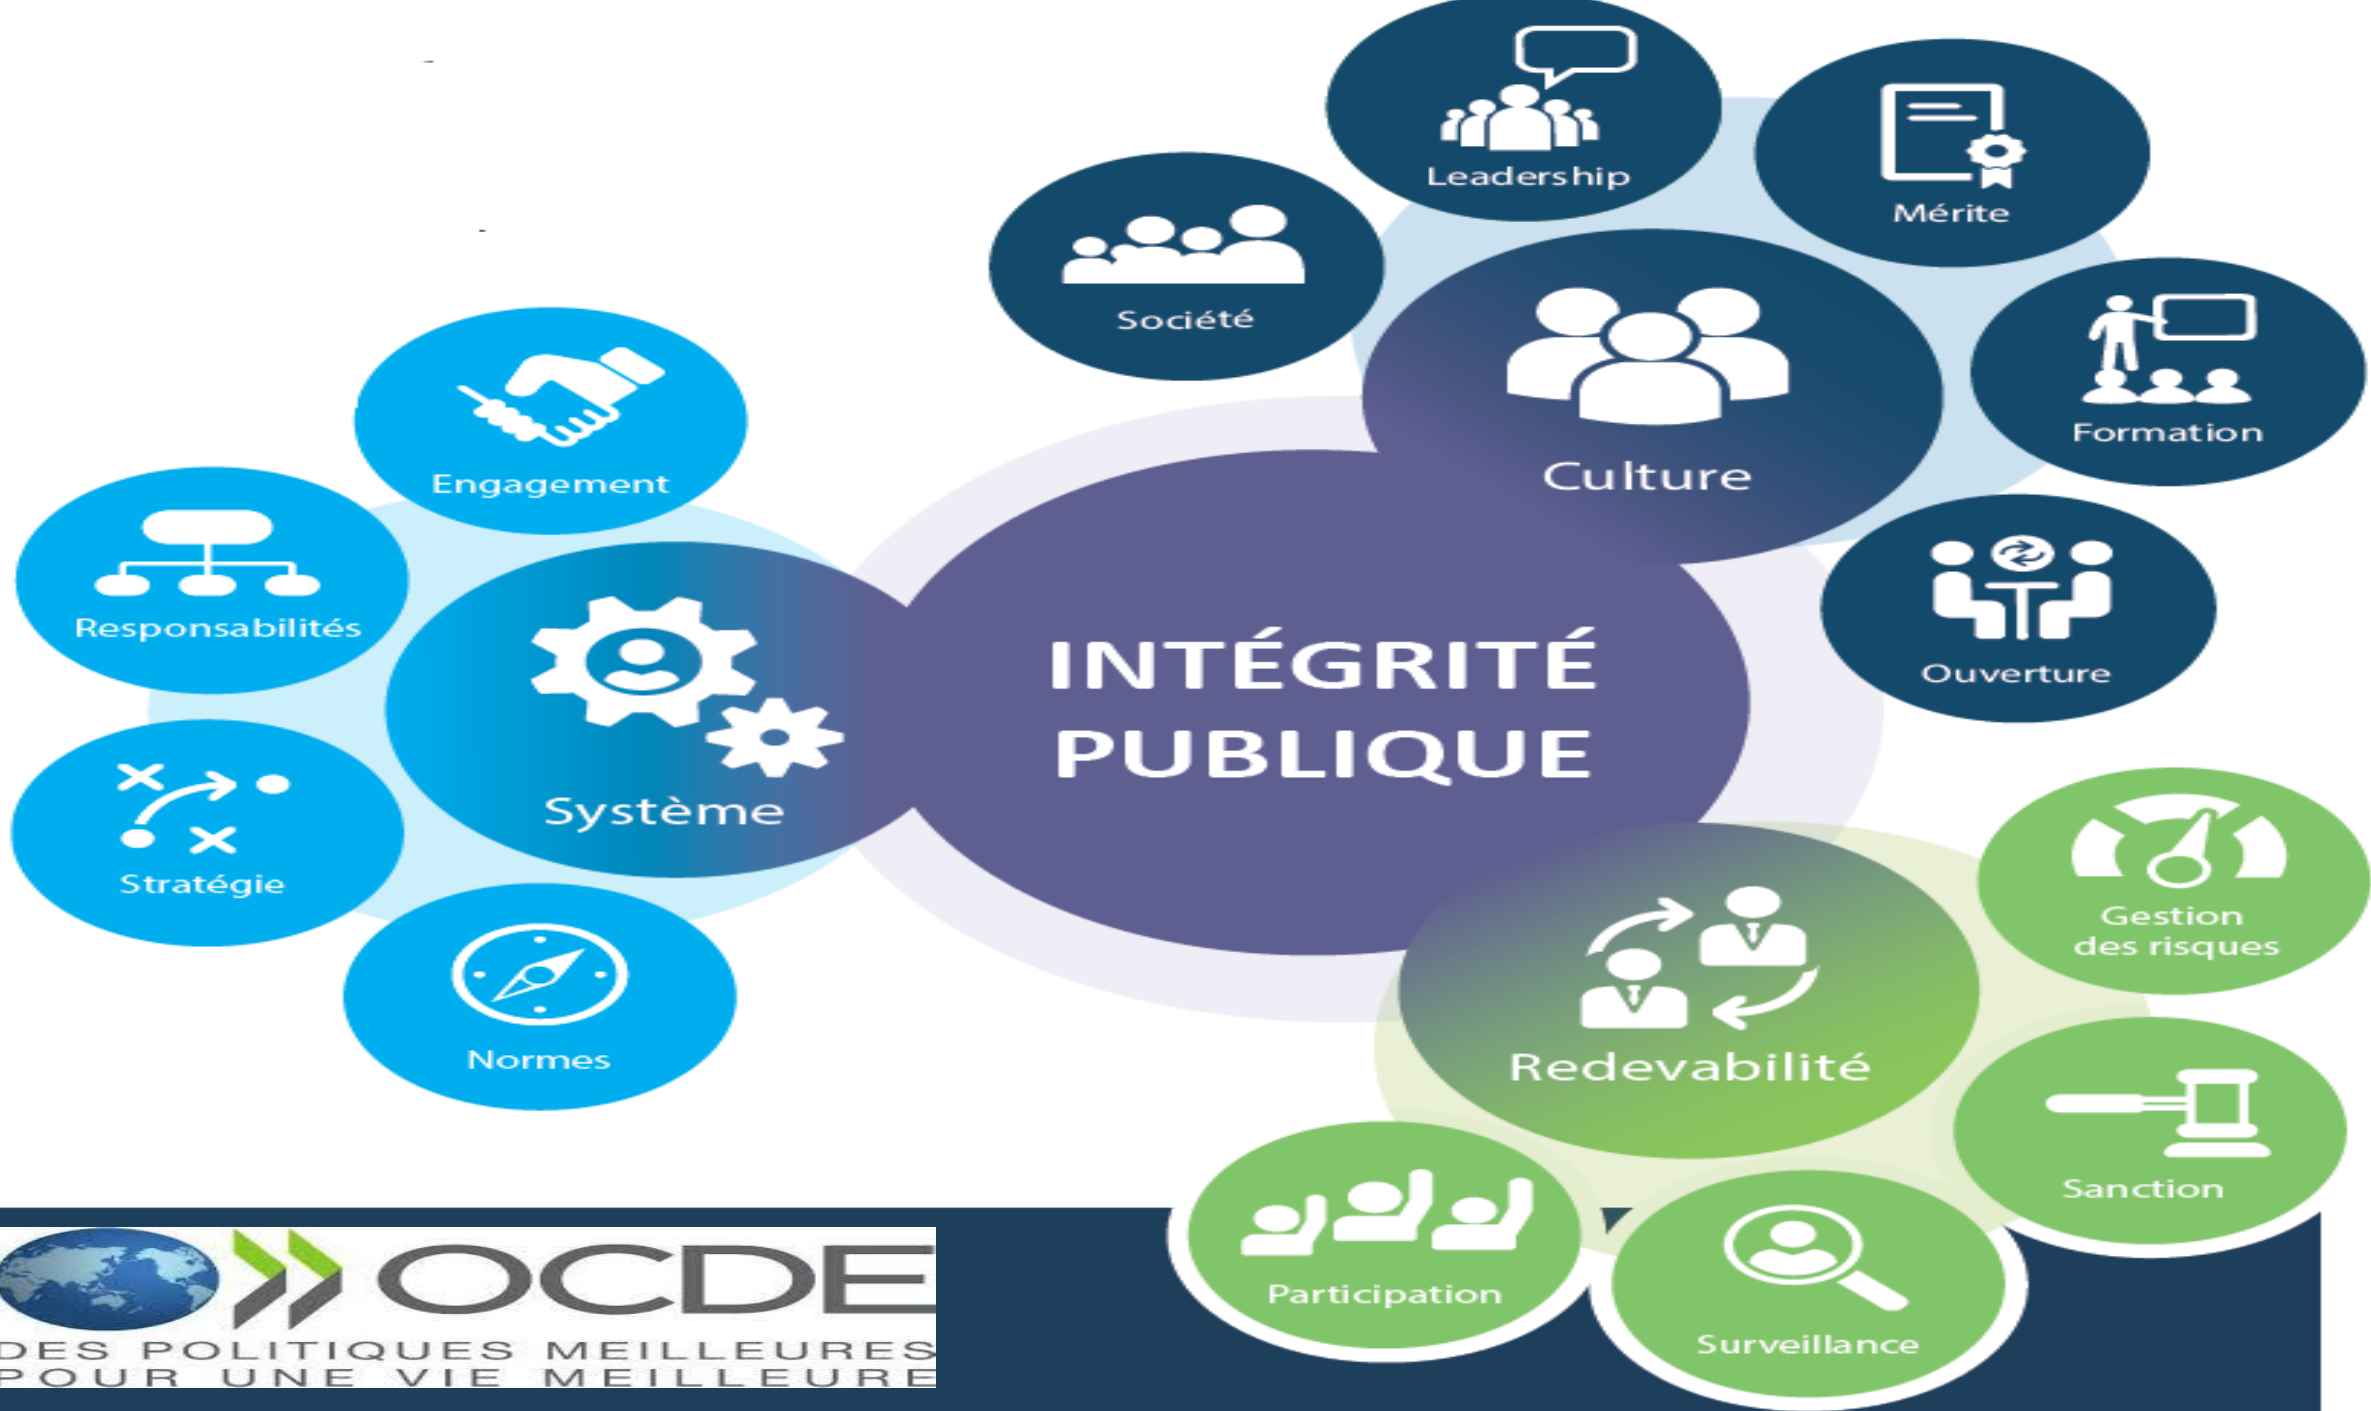 Leadership
Mérite
Société
Formation
Culture
Engagement
Responsabilités
Ouverture
INTÉGRITÉ
PUBLIQUE
Système
Stratégie
Gestion
des risques
Normes
Redevabilité
Sanction
Participation
Surveillance
OCDE
DES POLITIQUES MEILLEURES
POUR UNE VIE MEILLEURE